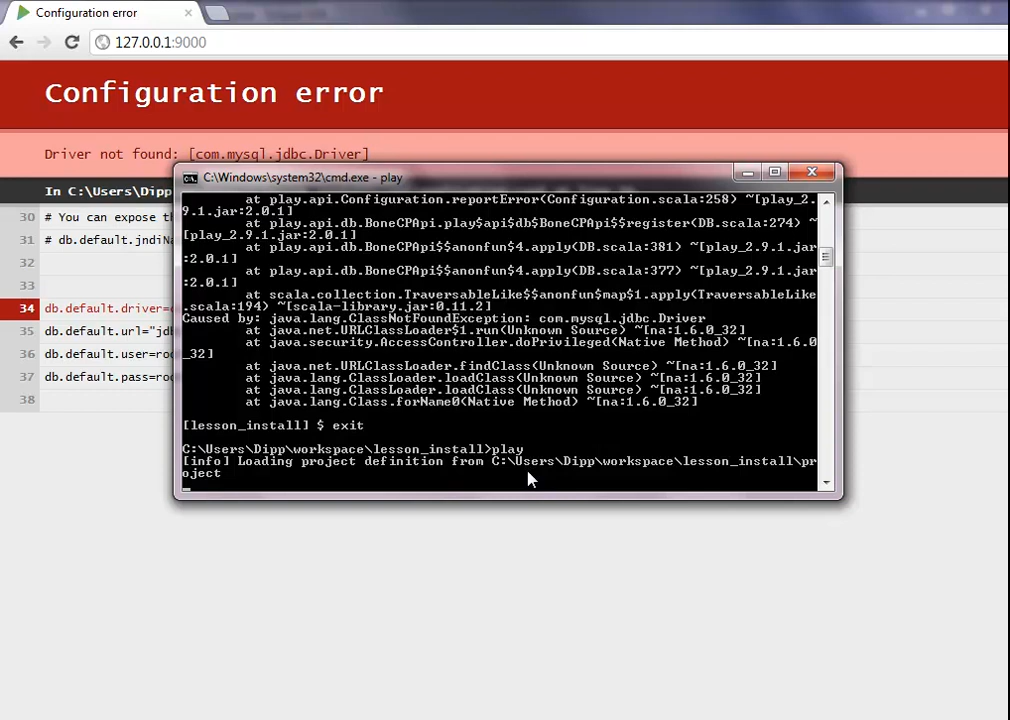 Configuration error
127.0.0.1:9000
Configuration error
Driver not found: [com.mysql.jdbc.Driver]
In C:\Users\Dipp
30 # You can expose th
31 # db.default.jndiNa
32
33
34 db.default.driver=c
35 db.default.url="jdb
36 db.default.user=roo
37 db.default.pass=roo
38
C:\Windows\system32\cmd.exe - play
at play.api.Configuration.reportError(Configuration.scala:258) ~[play_2.
9.1.jar:2.0.1]
at play.api.db.BoneCPApi.play$api$db$BoneCPApi$$register(DB.scala:274) ~
[play_2.9.1.jar:2.0.1]
at play.api.db.BoneCPApi$$anonfun$4.apply(DB.scala:381) ~[play_2.9.1.jar
:2.0.1]
at play.api.db.BoneCPApi$$anonfun$4.apply(DB.scala:377) ~[play_2.9.1.jar
:2.0.1]
at scala.collection.TraversableLike$$anonfun$map$1.apply(TraversableLike
.scala:194) ~[scala-library.jar:0.11.2]
Caused by: java.lang.ClassNotFoundException: com.mysql.jdbc.Driver
at java.net.URLClassLoader$1.run(Unknown Source) ~[na:1.6.0_32]
at java.security.AccessController.doPrivileged(Native Method) ~[na:1.6.0
_32]
at java.net.URLClassLoader.findClass(Unknown Source) ~[na:1.6.0_32]
at java.lang.ClassLoader.loadClass(Unknown Source) ~[na:1.6.0_32]
at java.lang.ClassLoader.loadClass(Unknown Source) ~[na:1.6.0_32]
at java.lang.Class.forName0(Native Method) ~[na:1.6.0_32]
[lesson_install] $ exit
C:\Users\Dipp\workspace\lesson_install>play
[info] Loading project definition from C:\Users\Dipp\workspace\lesson_install\pr
oject